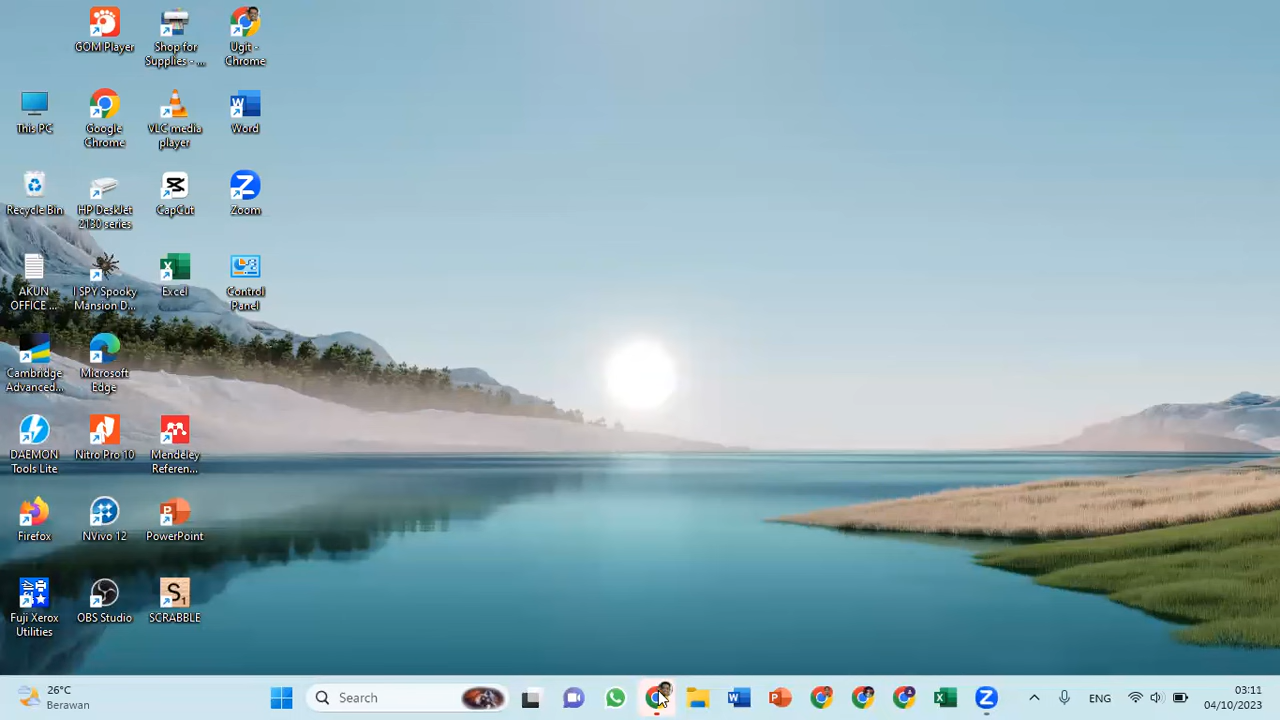 GOM Player
Shop for
Supplies - ...
Ugit -
Chrome
This PC
Google
Chrome
VLC media
player
Word
Recycle Bin
HP DeskJet
2130 series
CapCut
Zoom
AKUN
OFFICE ...
I SPY Spooky
Mansion D...
Excel
Control
Panel
Cambridge
Advanced...
Microsoft
Edge
DAEMON
Tools Lite
Nitro Pro 10
Mendeley
Referen...
Firefox
NVivo 12
PowerPoint
Fuji Xerox
Utilities
OBS Studio
SCRABBLE
26°C
Berawan
Search
ENG
03:11
04/10/2023